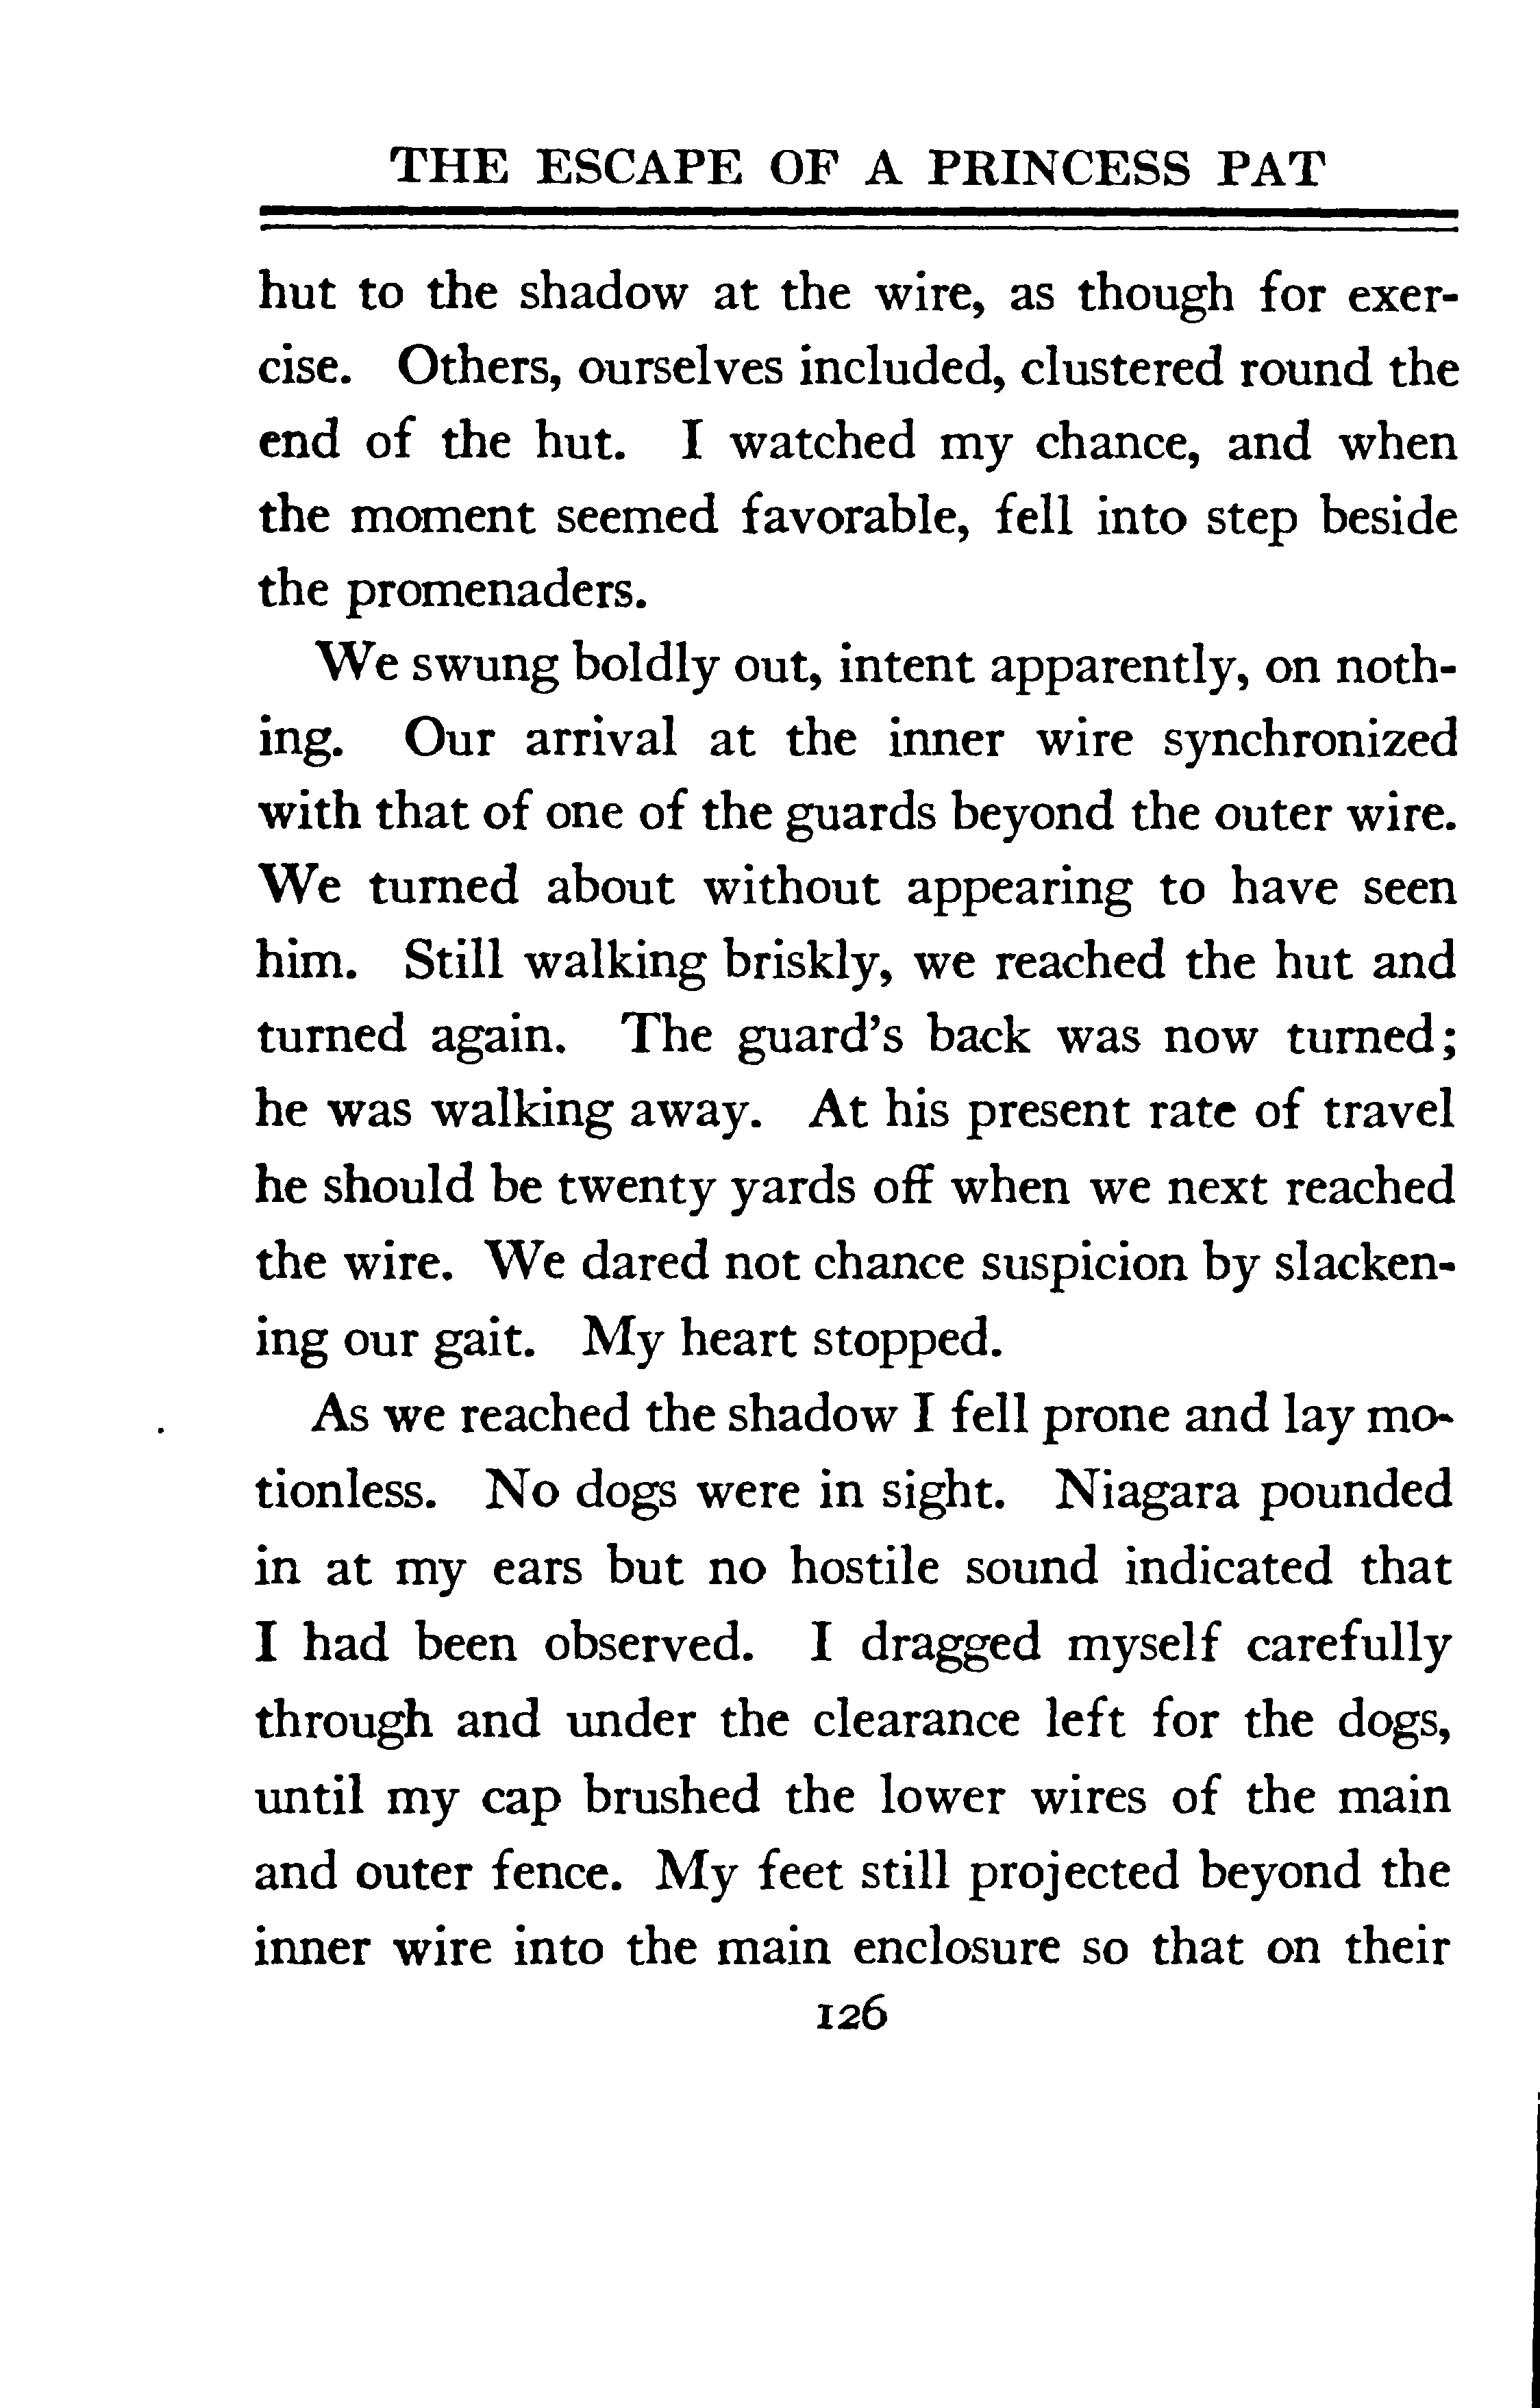 THE ESCAPE OF A PRINCESS PAT
hut to the shadow at the wire, as though for exer-
cise. Others, ourselves included, clustered round the
end of the hut. I watched my chance, and when
the moment seemed favorable, fell into step beside
the promenaders.
We swung boldly out, intent apparently, on noth-
ing. Our arrival at the inner wire synchronized
with that of one of the guards beyond the outer wire.
We turned about without appearing to have seen
him. Still walking briskly, we reached the hut and
turned again. The guard's back was now turned;
he was walking away. At his present rate of travel
he should be twenty yards off when we next reached
the wire. We dared not chance suspicion by slacken-
ing our gait. My heart stopped.
As we reached the shadow I fell prone and lay mo-
tionless. No dogs were in sight. Niagara pounded
in at my ears but no hostile sound indicated that
I had been observed. I dragged myself carefully
through and under the clearance left for the dogs,
until my cap brushed the lower wires of the main
and outer fence. My feet still projected beyond the
inner wire into the main enclosure so that on their
126